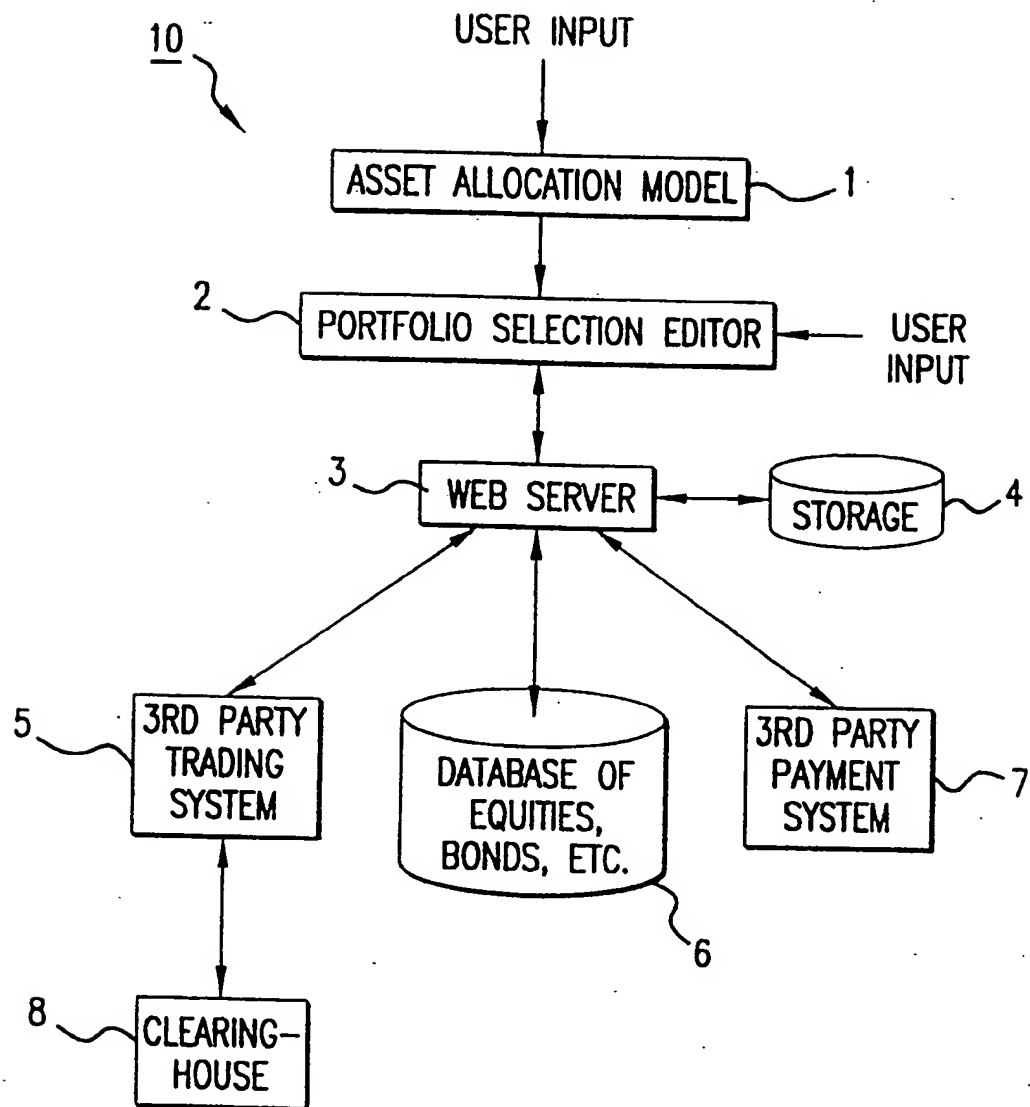 USER INPUT
10
ASSET ALLOCATION MODEL
1
2
PORTFOLIO SELECTION EDITOR
USER
INPUT
3
WEB SERVER
STORAGE
4
5
3RD PARTY
TRADING
SYSTEM
DATABASE OF
EQUITIES,
BONDS, ETC.
6
3RD PARTY
PAYMENT
SYSTEM
7
8
CLEARING-
HOUSE